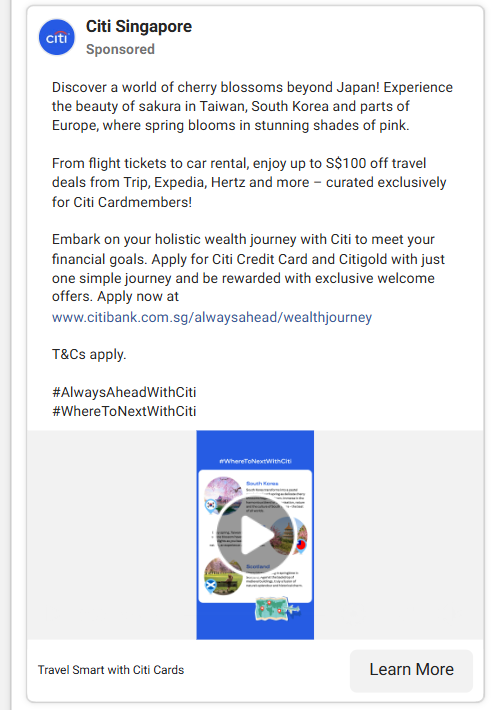 Citi Singapore
citi
Sponsored
Discover a world of cherry blossoms beyond Japan! Experience
the beauty of sakura in Taiwan, South Korea and parts of
Europe, where spring blooms in stunning shades of pink.
From flight tickets to car rental, enjoy up to S$100 off travel
deals from Trip, Expedia, Hertz and more – curated exclusively
for Citi Cardmembers!
Embark on your holistic wealth journey with Citi to meet your
financial goals. Apply for Citi Credit Card and Citigold with just
one simple journey and be rewarded with exclusive welcome
offers. Apply now at
www.citibank.com.sg/alwaysahead/wealthjourney
T&Cs apply.
#AlwaysAheadWithCiti
#WhereToNextWithCiti
#WhereToNextWithCiti
South Korea
Scotland
Travel Smart with Citi Cards
Learn More